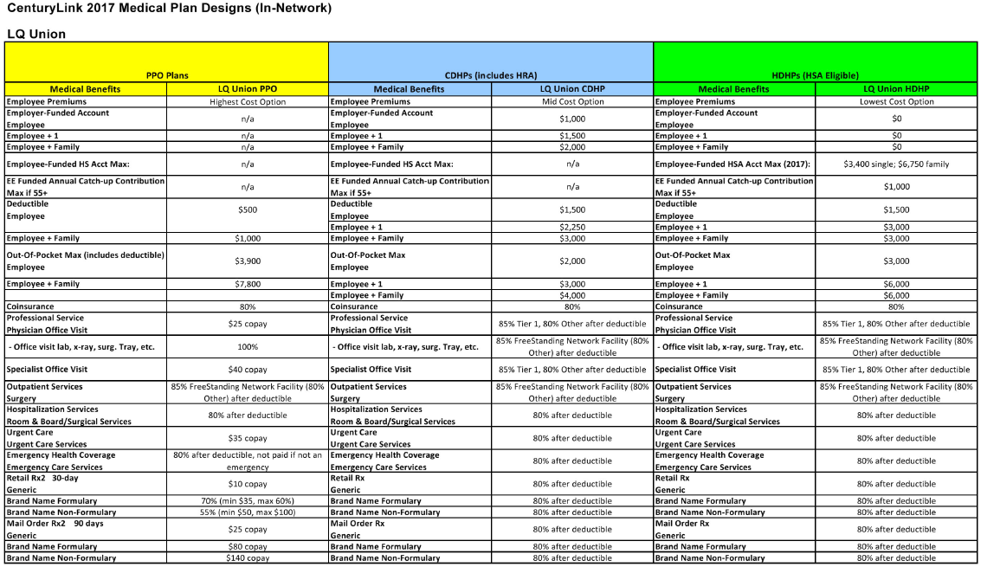 CenturyLink 2017 Medical Plan Designs (In-Network)
LQ Union
PPO Plans CDHPs (includes HRA) HDHPs (HSA Eligible)
Medical Benefits LQ Union PPO Medical Benefits LQ Union CDHP Medical Benefits LQ Union HDHP
Employee Premiums Highest Cost Option Employee Premiums Mid Cost Option Employee Premiums Lowest Cost Option
Employer-Funded Account Employer-Funded Account Employer-Funded Account
n/a $1,000 $0
Employee Employee Employee
Employee + 1 n/a Employee + 1 $1,500 Employee + 1 $0
Employee + Family n/a Employee + Family $2,000 Employee + Family $0
Employee-Funded HS Acct Max: n/a Employee-Funded HS Acct Max: n/a Employee-Funded HSA Acct Max (2017): $3,400 single; $6,750 family
EE Funded Annual Catch-up Contribution EE Funded Annual Catch-up Contribution EE Funded Annual Catch-up Contribution
n/a n/a $1,000
Max if 55+ Max if 55+ Max if 55+
Deductible Deductible Deductible
$500 $1,500 $1,500
Employee Employee Employee
Employee + 1 $2,250 Employee + 1 $3,000
Employee + Family $1,000 Employee + Family $3,000 Employee + Family $3,000
Out-Of-Pocket Max (includes deductible) Out-Of-Pocket Max Out-Of-Pocket Max
$3,900 $2,000 $3,000
Employee Employee Employee
Employee + Family $7,800 Employee + 1 $3,000 Employee + 1 $6,000
Employee + Family $4,000 Employee + Family $6,000
Coinsurance 80% Coinsurance 80% Coinsurance 80%
Professional Service Professional Service Professional Service
$25 copay 85% Tier 1, 80% Other after deductible 85% Tier 1, 80% Other after deductible
Physician Office Visit Physician Office Visit Physician Office Visit
85% FreeStanding Network Facility (80% 85% FreeStanding Network Facility (80%
- Office visit lab, x-ray, surg. Tray, etc. 100% - Office visit lab, x-ray, surg. Tray, etc. - Office visit lab, x-ray, surg. Tray, etc.
Other) after deductible Other) after deductible
Specialist Office Visit $40 copay Specialist Office Visit 85% Tier 1, 80% Other after deductible Specialist Office Visit 85% Tier 1, 80% Other after deductible
Outpatient Services 85% FreeStanding Network Facility (80% Outpatient Services 85% FreeStanding Network Facility (80% Outpatient Services 85% FreeStanding Network Facility (80%
Surgery Other) after deductible Surgery Other) after deductible Surgery Other) after deductible
Hospitalization Services Hospitalization Services Hospitalization Services
80% after deductible 80% after deductible 80% after deductible
Room & Board/Surgical Services Room & Board/Surgical Services Room & Board/Surgical Services
Urgent Care Urgent Care Urgent Care
$35 copay 80% after deductible 80% after deductible
Urgent Care Services Urgent Care Services Urgent Care Services
Emergency Health Coverage 80% after deductible, not paid if not an Emergency Health Coverage Emergency Health Coverage
80% after deductible 80% after deductible
Emergency Care Services emergency Emergency Care Services Emergency Care Services
Retail Rx2 30-day Retail Rx Retail Rx
$10 copay 80% after deductible 80% after deductible
Generic Generic Generic
Brand Name Formulary 70% (min $35, max 60%) Brand Name Formulary 80% after deductible Brand Name Formulary 80% after deductible
Brand Name Non-Formulary 55% (min $50, max $100) Brand Name Non-Formulary 80% after deductible Brand Name Non-Formulary 80% after deductible
Mail Order Rx2 90 days Mail Order Rx Mail Order Rx
$25 copay 80% after deductible 80% after deductible
Generic Generic Generic
Brand Name Formulary $80 copay Brand Name Formulary 80% after deductible Brand Name Formulary 80% after deductible
Brand Name Non-Formulary $140 copay Brand Name Non-Formulary 80% after deductible Brand Name Non-Formulary 80% after deductible